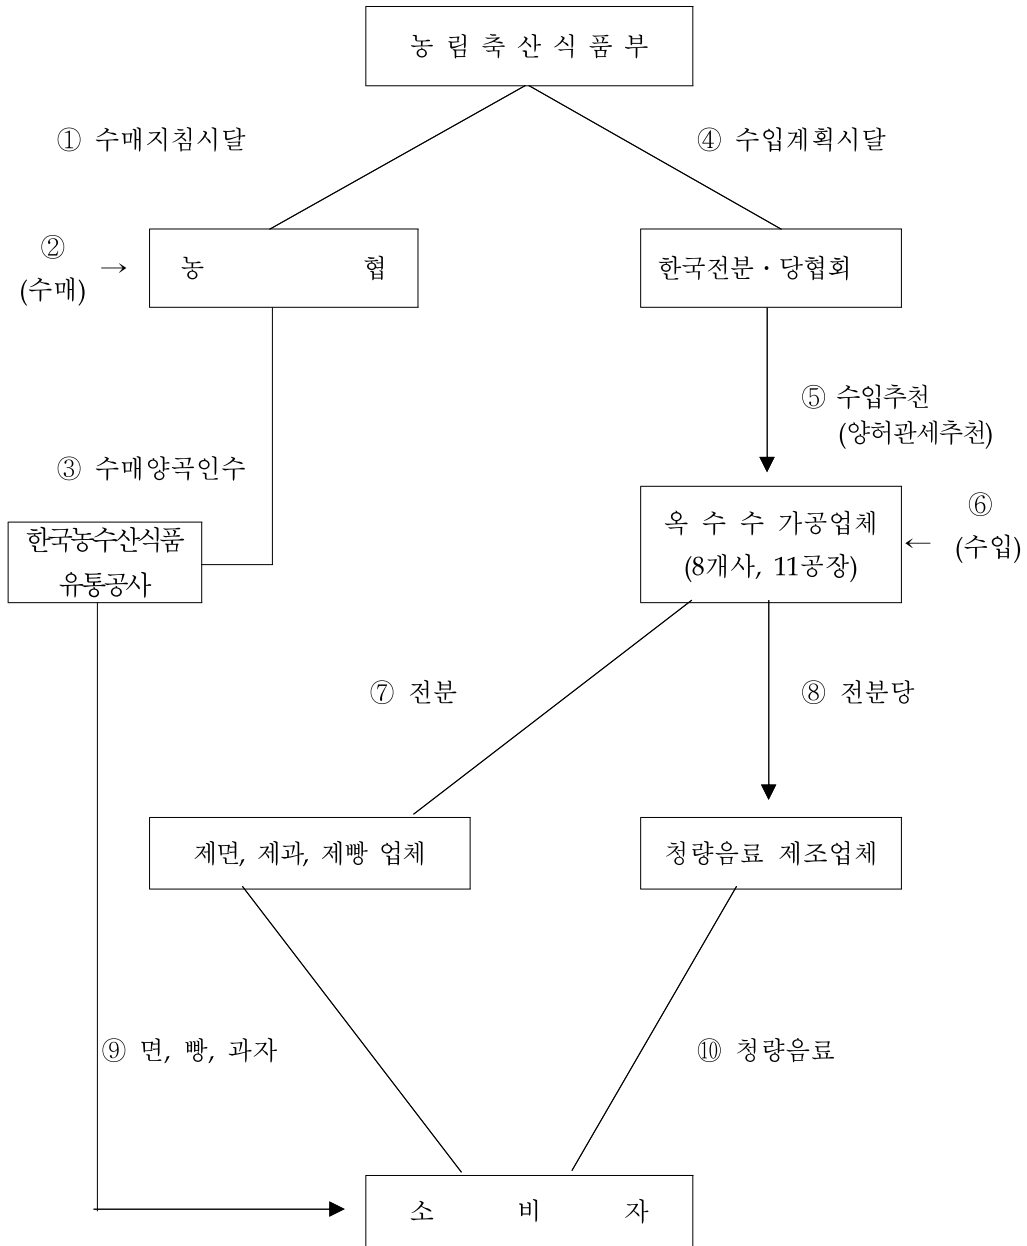 농 림 축 산 식 품 부
① 수매지침시달
④ 수입계획시달
②
(수매)
→
농 협
한국전분·당협회
⑤ 수입추천
(양허관세추천)
③ 수매양곡인수
한국농수산식품
유통공사
옥 수 수 가공업체
(8개사, 11공장)
←
⑥
(수입)
⑦ 전분
⑧ 전분당
제면, 제과, 제빵 업체
청량음료 제조업체
⑨ 면, 빵, 과자
⑩ 청량음료
소 비 자